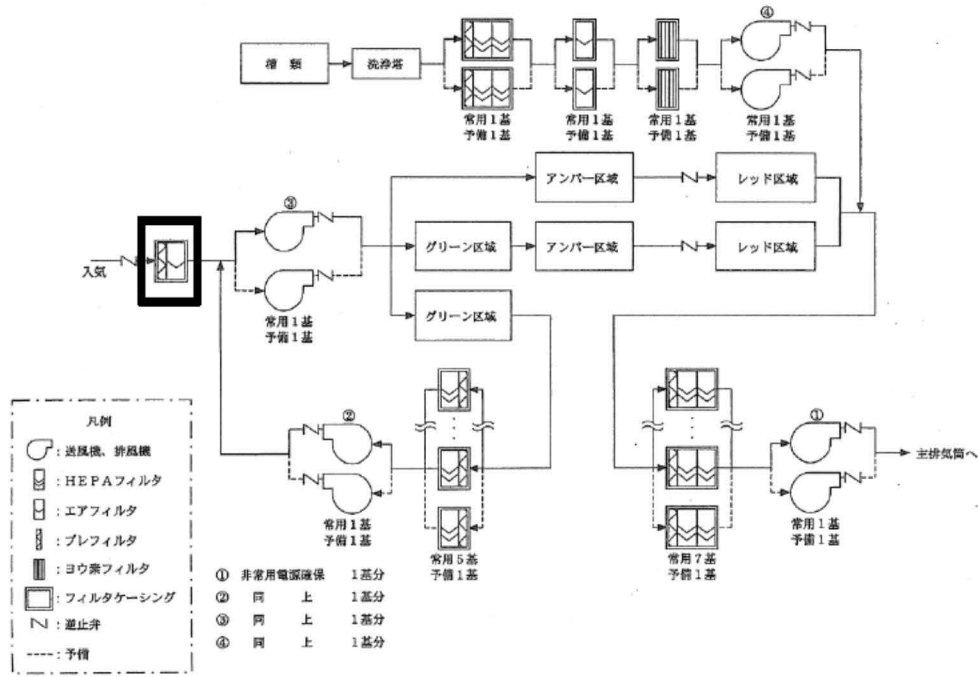 ④
槽類
洗浄塔
常用1基
予備1基
常用1基
予備1基
常用1基
予備1基
常用1基
予備1基
アンバー区域
レッド区域
③
グリーン区域
アンバー区域
レッド区域
入気
常用1基
予備1基
グリーン区域
②
①
主排気筒へ
常用1基
予備1基
常用5基
予備1基
常用7基
予備1基
常用1基
予備1基
凡例
:送風機、排風機
:HEPAフィルタ
:エアフィルタ
:プレフィルタ
:ヨウ素フィルタ
:フィルタケーシング
:逆止弁
:予備
① 非常用電源確保 1基分
② 同上 1基分
③ 同上 1基分
④ 同上 1基分